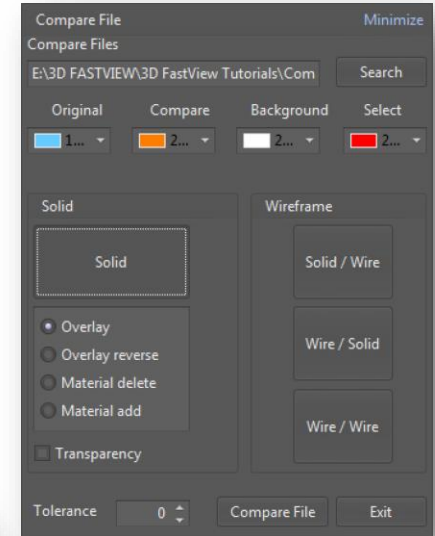 Compare File Minimize
Compare Files
E:\3D FASTVIEW\3D FastView Tutorials\Com Search
Original Compare Background Select
1... 2... 2... 2...
Solid Wireframe
Solid Solid / Wire
Overlay
Overlay reverse Wire / Solid
Material delete
Material add
Wire / Wire
Transparency
Tolerance 0 Compare File Exit